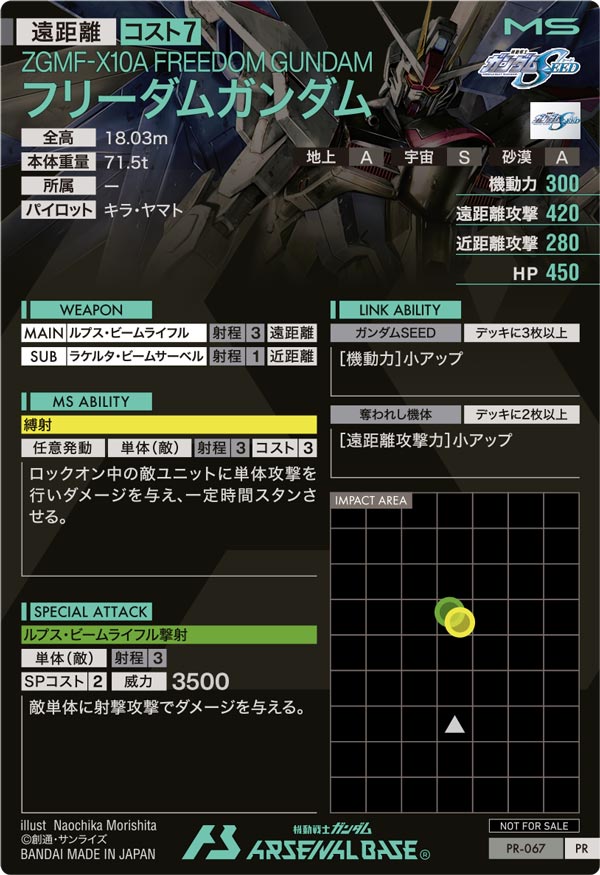 遠距離 コスト7
MS
ZGMF-X10A FREEDOM GUNDAM
フリーダムガンダム
機動戦士
ガンダムSEED
全高 18.03m
本体重量 71.5t
所属 ー
パイロット キラ・ヤマト
地上 A 宇宙 S 砂漠 A
機動力 300
遠距離攻撃 420
近距離攻撃 280
HP 450
WEAPON
MAIN ルプス・ビームライフル 射程 3 遠距離
SUB ラケルタ・ビームサーベル 射程 1 近距離
MS ABILITY
縛射
任意発動 単体(敵) 射程 3 コスト 3
ロックオン中の敵ユニットに単体攻撃を
行いダメージを与え、一定時間スタンさ
せる。
SPECIAL ATTACK
ルプス・ビームライフル撃射
単体(敵) 射程 3
SPコスト 2 威力 3500
敵単体に射撃攻撃でダメージを与える。
LINK ABILITY
ガンダムSEED デッキに3枚以上
[機動力]小アップ
奪われし機体 デッキに2枚以上
[遠距離攻撃力]小アップ
IMPACT AREA
illust Naochika Morishita
©創通・サンライズ
BANDAI MADE IN JAPAN
機動戦士ガンダム
ARSENAL BASE®
NOT FOR SALE
PR-067 PR